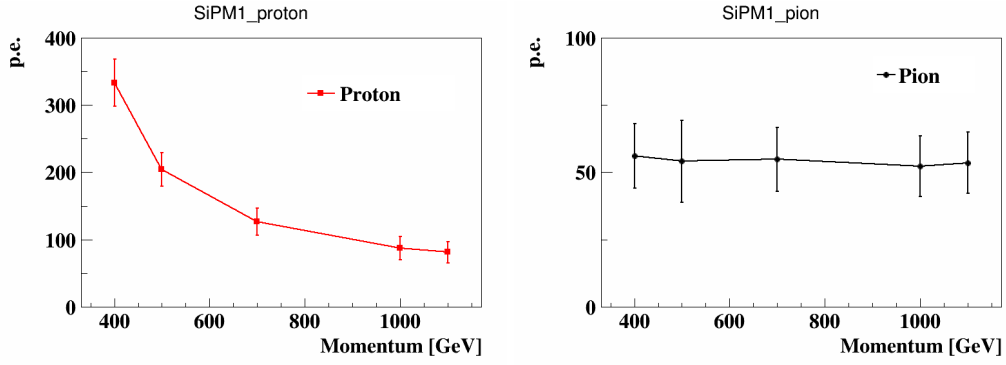 SiPM1_proton
p.e.
400
300
200
100
0
Proton
400 600 800 1000
Momentum [GeV]
SiPM1_pion
p.e.
100
50
0
Pion
400 600 800 1000
Momentum [GeV]